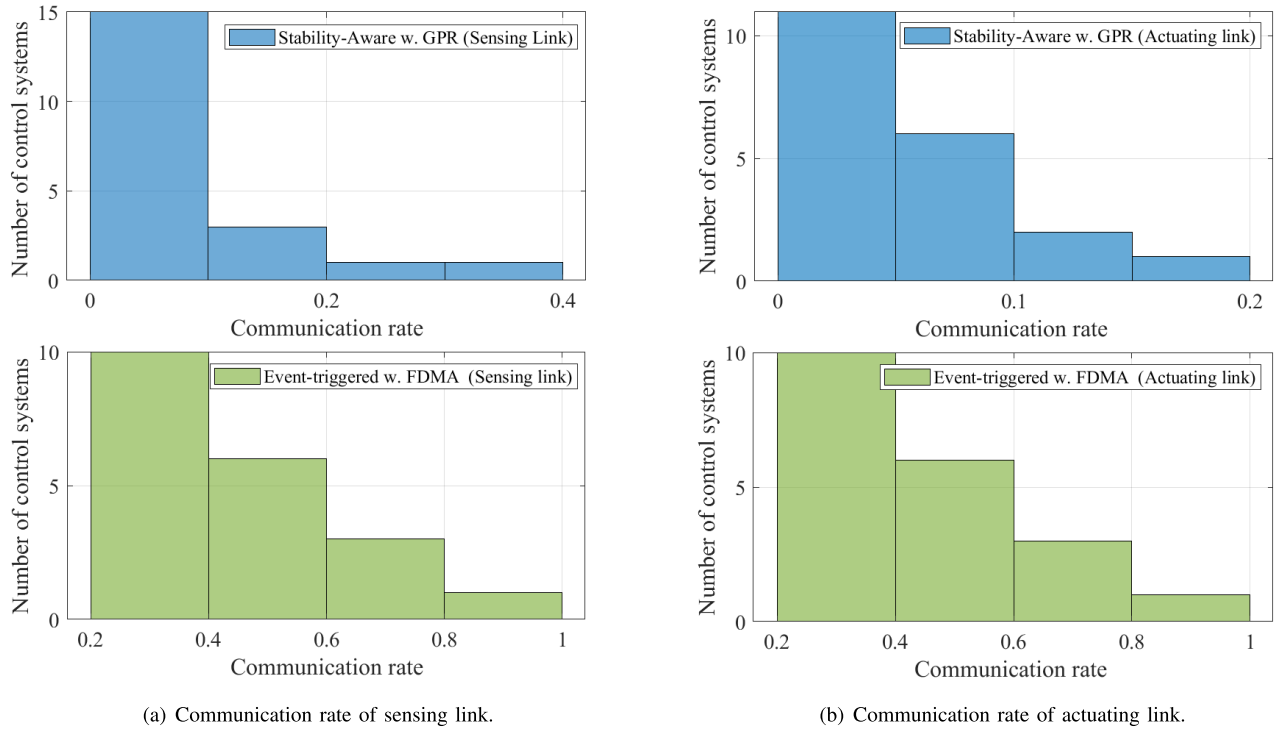 15
10
5
0
Number of control systems
Stability-Aware w. GPR (Sensing Link)
0
0.2
0.4
Communication rate
10
5
0
Number of control systems
Stability-Aware w. GPR (Actuating link)
0
0.1
0.2
Communication rate
10
5
0
Number of control systems
Event-triggered w. FDMA (Sensing link)
0.2
0.4
0.6
0.8
1
Communication rate
10
5
0
Number of control systems
Event-triggered w. FDMA (Actuating link)
0.2
0.4
0.6
0.8
1
Communication rate
(a) Communication rate of sensing link.
(b) Communication rate of actuating link.